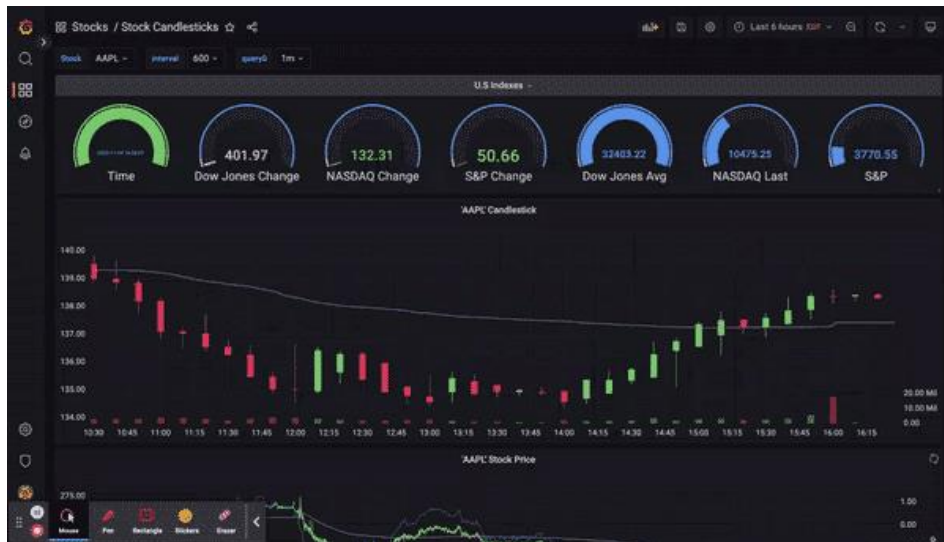 Stocks / Stock Candlesticks
Last 6 hours EST
Stock AAPL interval 600 query0 1m
U.S Indexes
401.97 132.31 50.66 32403.22 10475.25 3770.55
Time Dow Jones Change NASDAQ Change S&P Change Dow Jones Avg NASDAQ Last S&P
'AAPL' Candlestick
140.00
139.00
138.00
137.00
136.00
135.00
134.00
20.00 Mil
10.00 Mil
0.00
10:30 10:45 11:00 11:15 11:30 11:45 12:00 12:15 12:30 12:45 13:00 13:15 13:30 13:45 14:00 14:15 14:30 14:45 15:00 15:15 15:30 15:45 16:00 16:15
'AAPL' Stock Price
275.00
1.00
0.00
Mouse Pen Rectangle Stickers Eraser